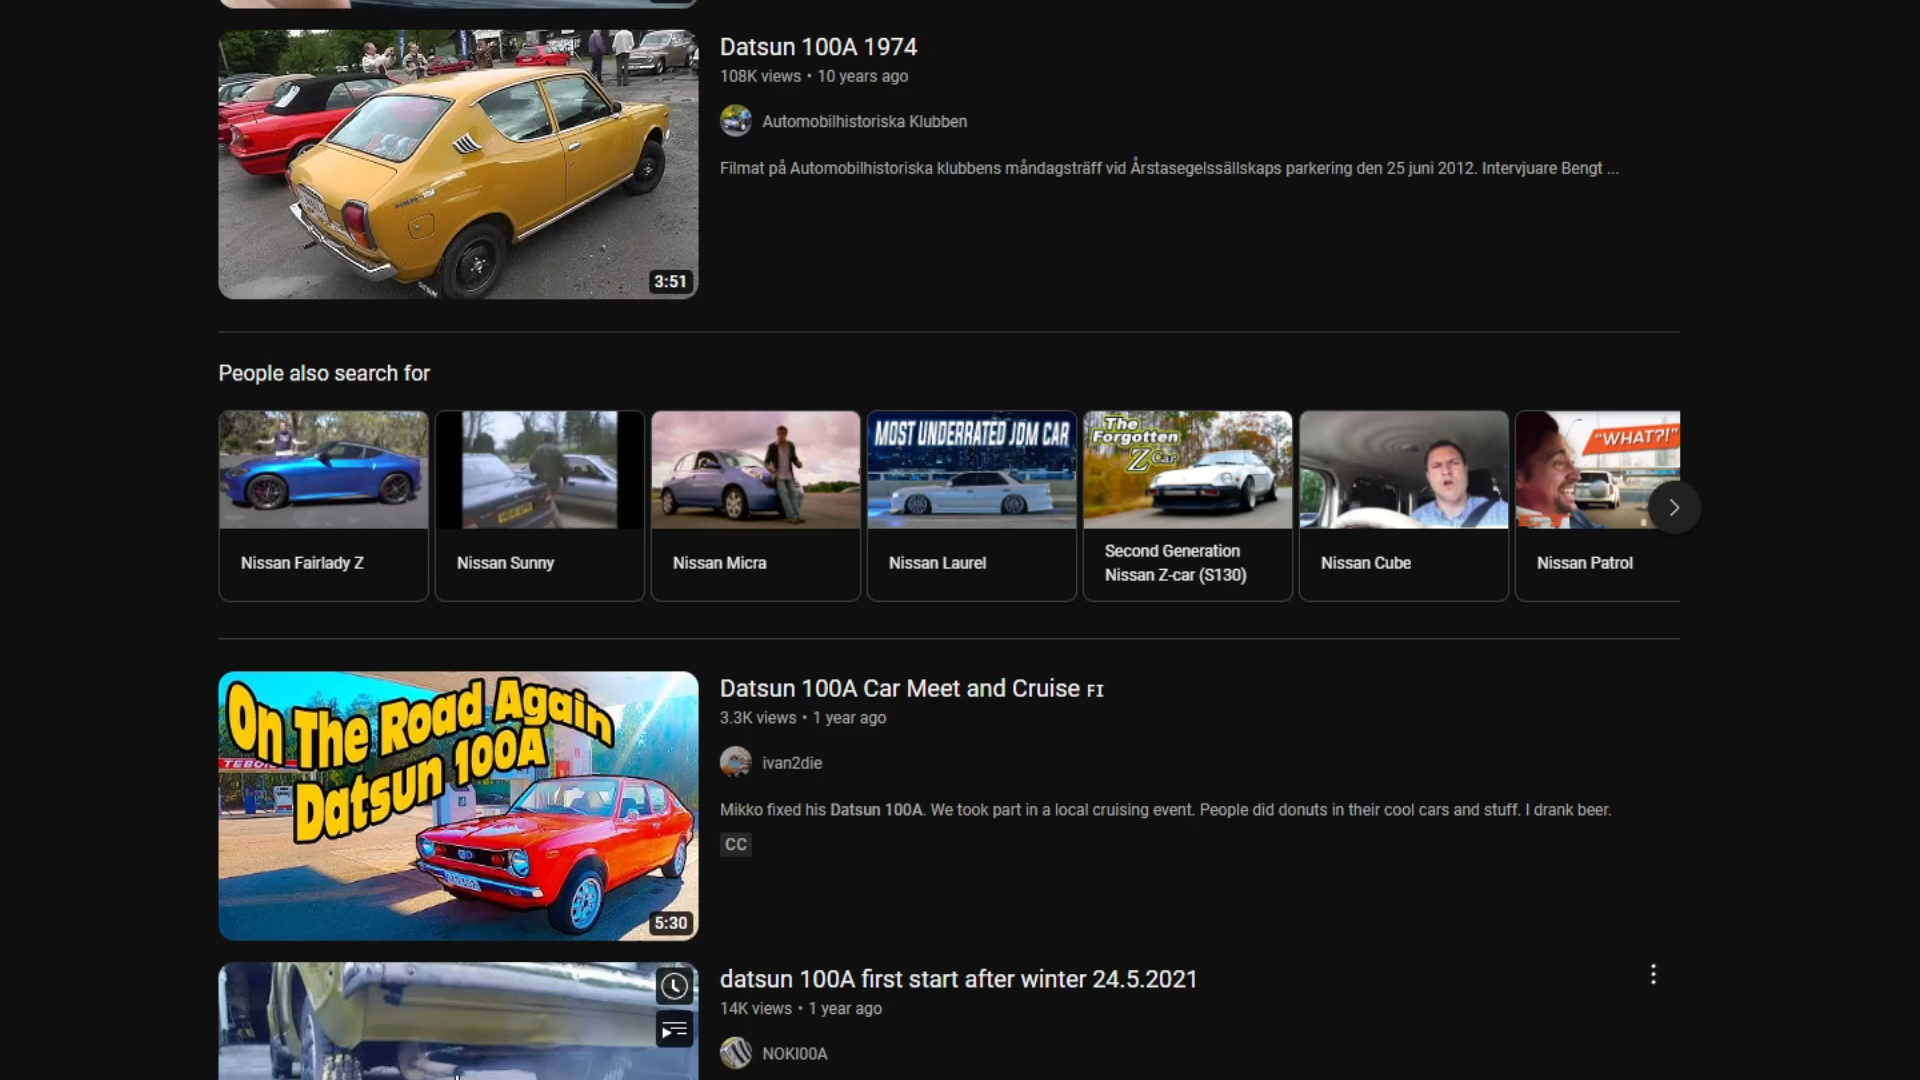 Datsun 100A 1974
108K views • 10 years ago
Automobilhistoriska Klubben
Filmat på Automobilhistoriska klubbens måndagsträff vid Årstasegelssällskaps parkering den 25 juni 2012. Intervjuare Bengt ...
3:51
People also search for
MOST UNDERRATED JDM CAR
The
Forgotten
Z Car
"WHAT?!"
Nissan Fairlady Z
Nissan Sunny
Nissan Micra
Nissan Laurel
Second Generation
Nissan Z-car (S130)
Nissan Cube
Nissan Patrol
On The Road Again
Datsun 100A
5:30
Datsun 100A Car Meet and Cruise FI
3.3K views • 1 year ago
ivan2die
Mikko fixed his Datsun 100A. We took part in a local cruising event. People did donuts in their cool cars and stuff. I drank beer.
CC
datsun 100A first start after winter 24.5.2021
14K views • 1 year ago
NOKI00A